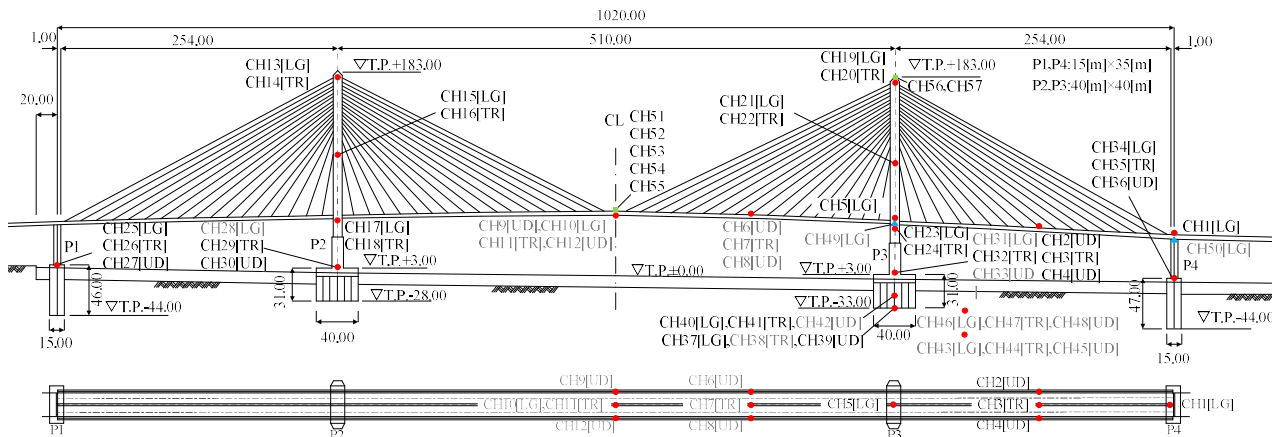 1020.00
1.00
254.00
510.00
254.00
1.00
▽T.P.+183.00
▽T.P.+183.00
CH13[LG]
CH14[TR]
CH19[LG]
CH20[TR]
CH56,CH57
P1,P4:15[m]×35[m]
P2,P3:40[m]×40[m]
20.00
CH15[LG]
CH16[TR]
CL
CH51
CH52
CH53
CH54
CH55
CH21[LG]
CH22[TR]
CH34[LG]
CH35[TR]
CH36[UD]
CH25[LG]
CH26[TR]
CH27[UD]
CH28[LG]
CH29[TR]
CH30[UD]
CH17[LG]
CH18[TR]
CH9[UD],CH10[LG]
CH11[TR],CH12[UD]
CH6[UD]
CH7[TR]
CH8[UD]
CH5[LG]
CH49[LG]
CH23[LG]
CH24[TR]
CH31[LG]
CH32[TR]
CH33[UD
CH2[UD]
CH3[TR]
CH4[UD]
CH1[LG]
CH50[LG]
P1
P2
P3
P4
▽T.P.+3.00
▽T.P.±0.00
▽T.P.+3.00
46.00
▽T.P.-44.00
31.00
▽T.P.-28.00
▽T.P.-33.00
31.00
47.00
▽T.P.-44.00
CH40[LG],CH41[TR],CH42[UD]
CH37[LG],CH38[TR],CH39[UD]
CH46[LG],CH47[TR],CH48[UD]
CH43[LG],CH44[TR],CH45[UD]
15.00
40.00
40.00
15.00
CH9[UD]
CH6[UD]
CH2[UD]
CH10[LG],CH11[TR]
CH7[TR]
CH5[LG]
CH3[TR]
CH1[LG]
CH12[UD]
CH8[UD]
CH4[UD]
P1
P2
P3
P4